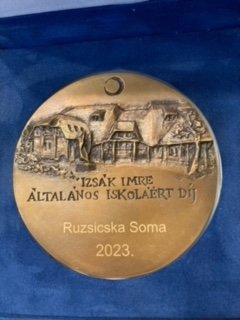 "IZSÁK IMRE
ÁLTALÁNOS ISKOLÁÉRT DÍJ
Ruzsicska Soma
2023.